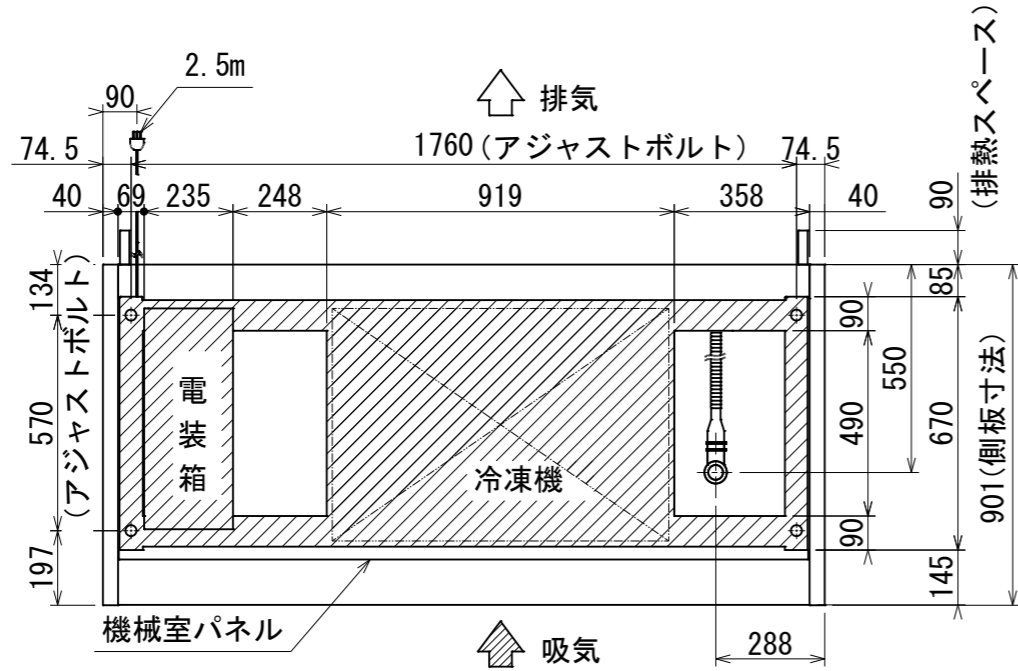 2.5m
90
排気
74.5
1760(アジャストボルト)
74.5
(排熱スペース)
90
40
69
235
248
919
358
40
134
(アジャストボルト)
570
197
85
90
550
490
670
901(側板寸法)
90
145
電装箱
冷凍機
機械室パネル
吸気
288